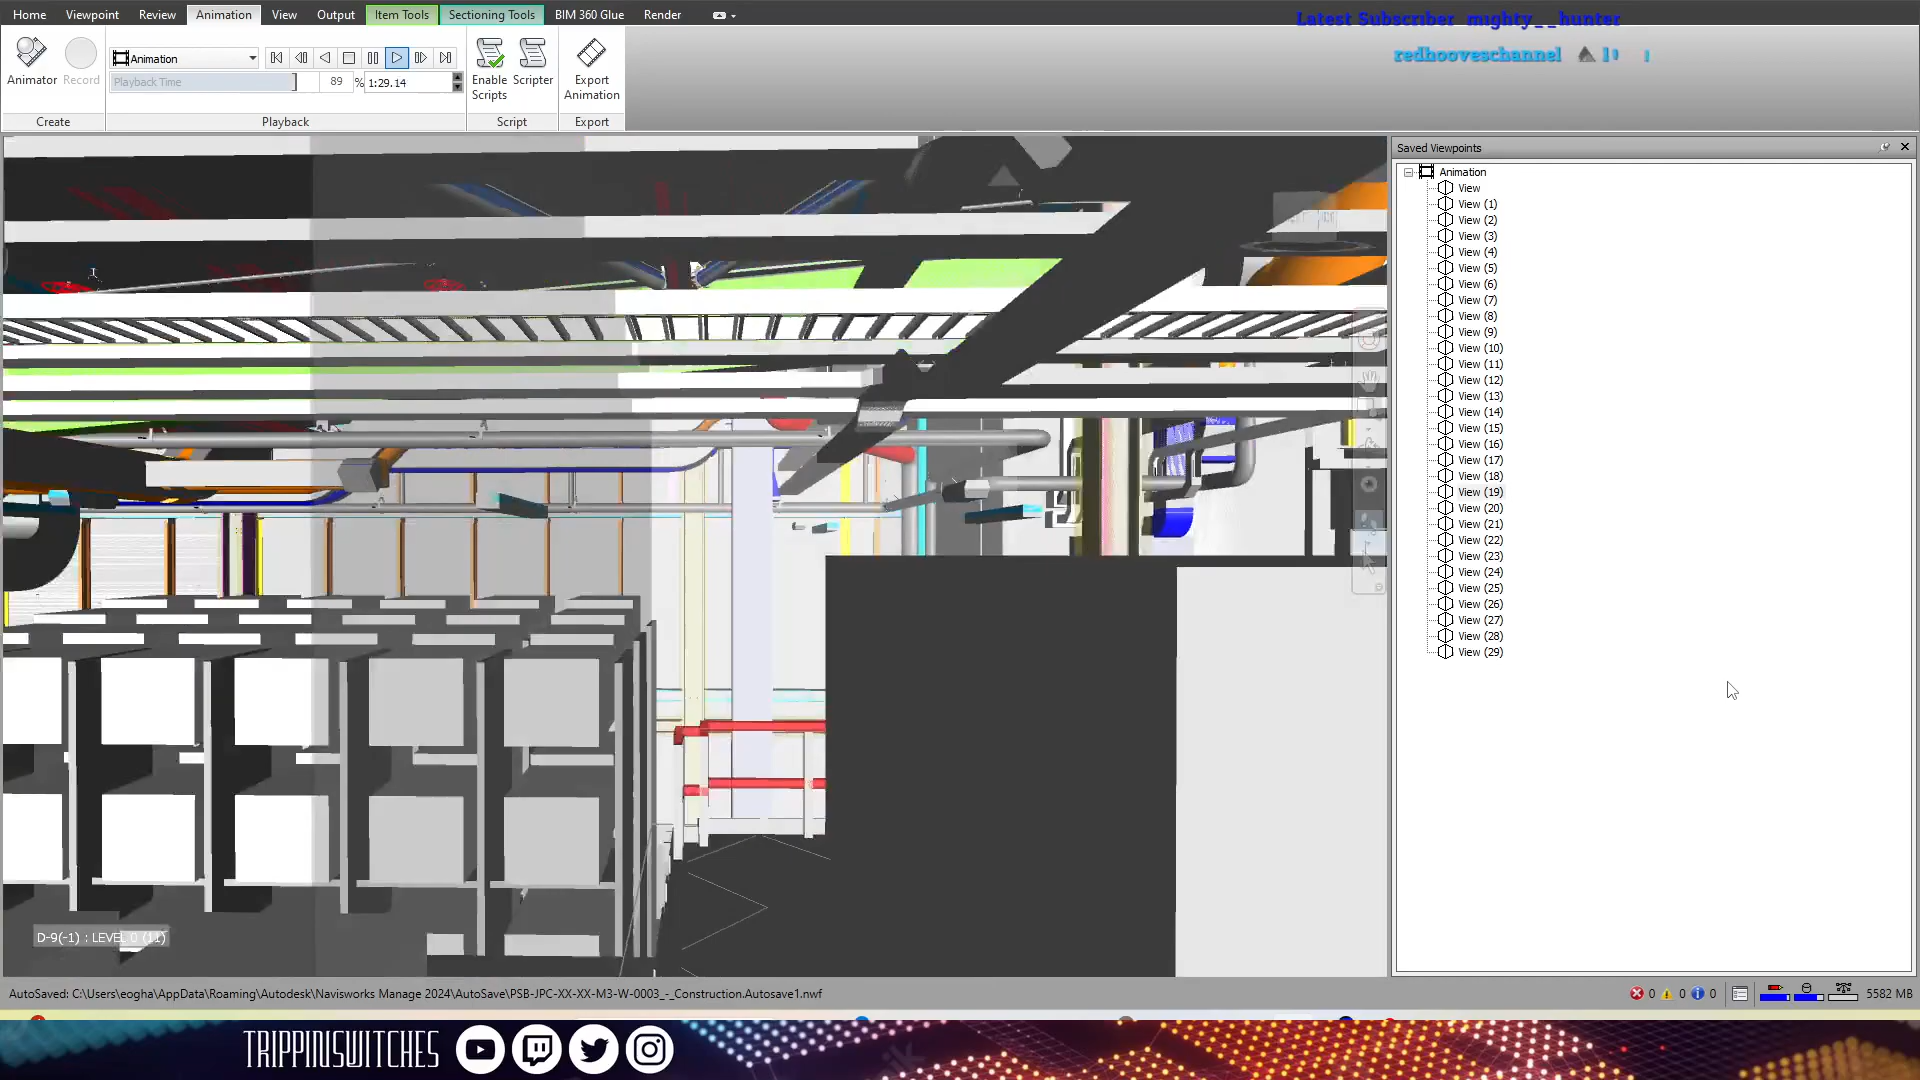 Home Viewpoint Review Animation View Output Item Tools Sectioning Tools BIM 360 Glue Render
Latest Subscriber mighty__hunter
redhooveschannel
Animation
Animator Record
Playback Time 89 % 1:29.14
Enable Scripts
Scripter
Export Animation
Create Playback Script Export
Saved Viewpoints
Animation
View
View (1)
View (2)
View (3)
View (4)
View (5)
View (6)
View (7)
View (8)
View (9)
View (10)
View (11)
View (12)
View (13)
View (14)
View (15)
View (16)
View (17)
View (18)
View (19)
View (20)
View (21)
View (22)
View (23)
View (24)
View (25)
View (26)
View (27)
View (28)
View (29)
D-9(-1) : LEVEL 0 (11)
AutoSaved: C:\Users\eogha\AppData\Roaming\Autodesk\Navisworks Manage 2024\AutoSave\PSB-JPC-XX-XX-M3-W-0003_-_Construction.Autosave1.nwf
0 0 0 5582 MB
TRIPPINSWITCHES